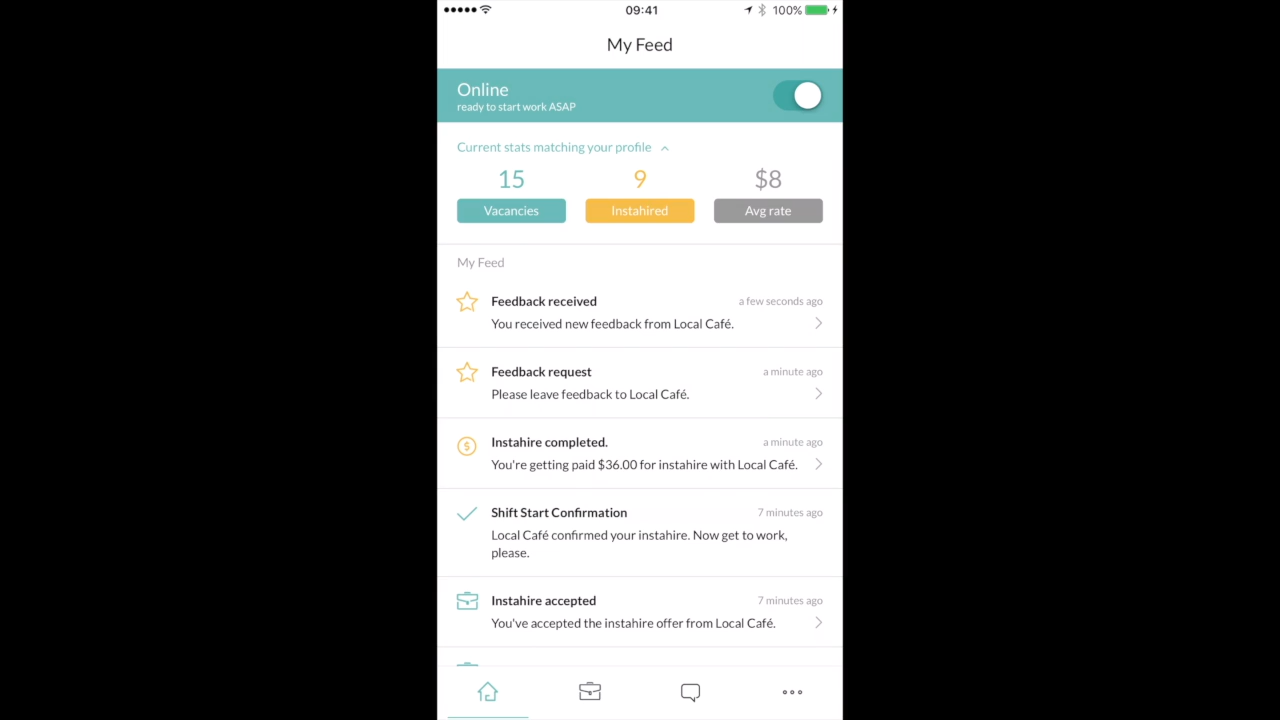 09:41
100%
My Feed
Online
ready to start work ASAP
Current stats matching your profile
15
9
$8
Vacancies
Instahired
Avg rate
My Feed
Feedback received
a few seconds ago
You received new feedback from Local Café.
Feedback request
a minute ago
Please leave feedback to Local Café.
Instahire completed.
a minute ago
$
You're getting paid $36.00 for instahire with Local Café.
Shift Start Confirmation
7 minutes ago
Local Café confirmed your instahire. Now get to work,
please.
Instahire accepted
7 minutes ago
You've accepted the instahire offer from Local Café.